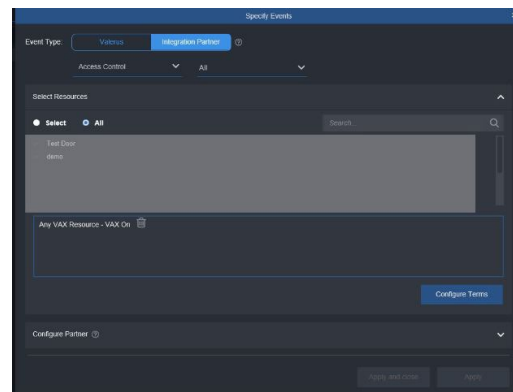 Specify Events
Event Type: Valerus Integration Partner
Access Control All
Select Resources
Select All Search...
Test Door
demo
Any VAX Resource - VAX On
Configure Terms
Configure Partner
Apply and close Apply